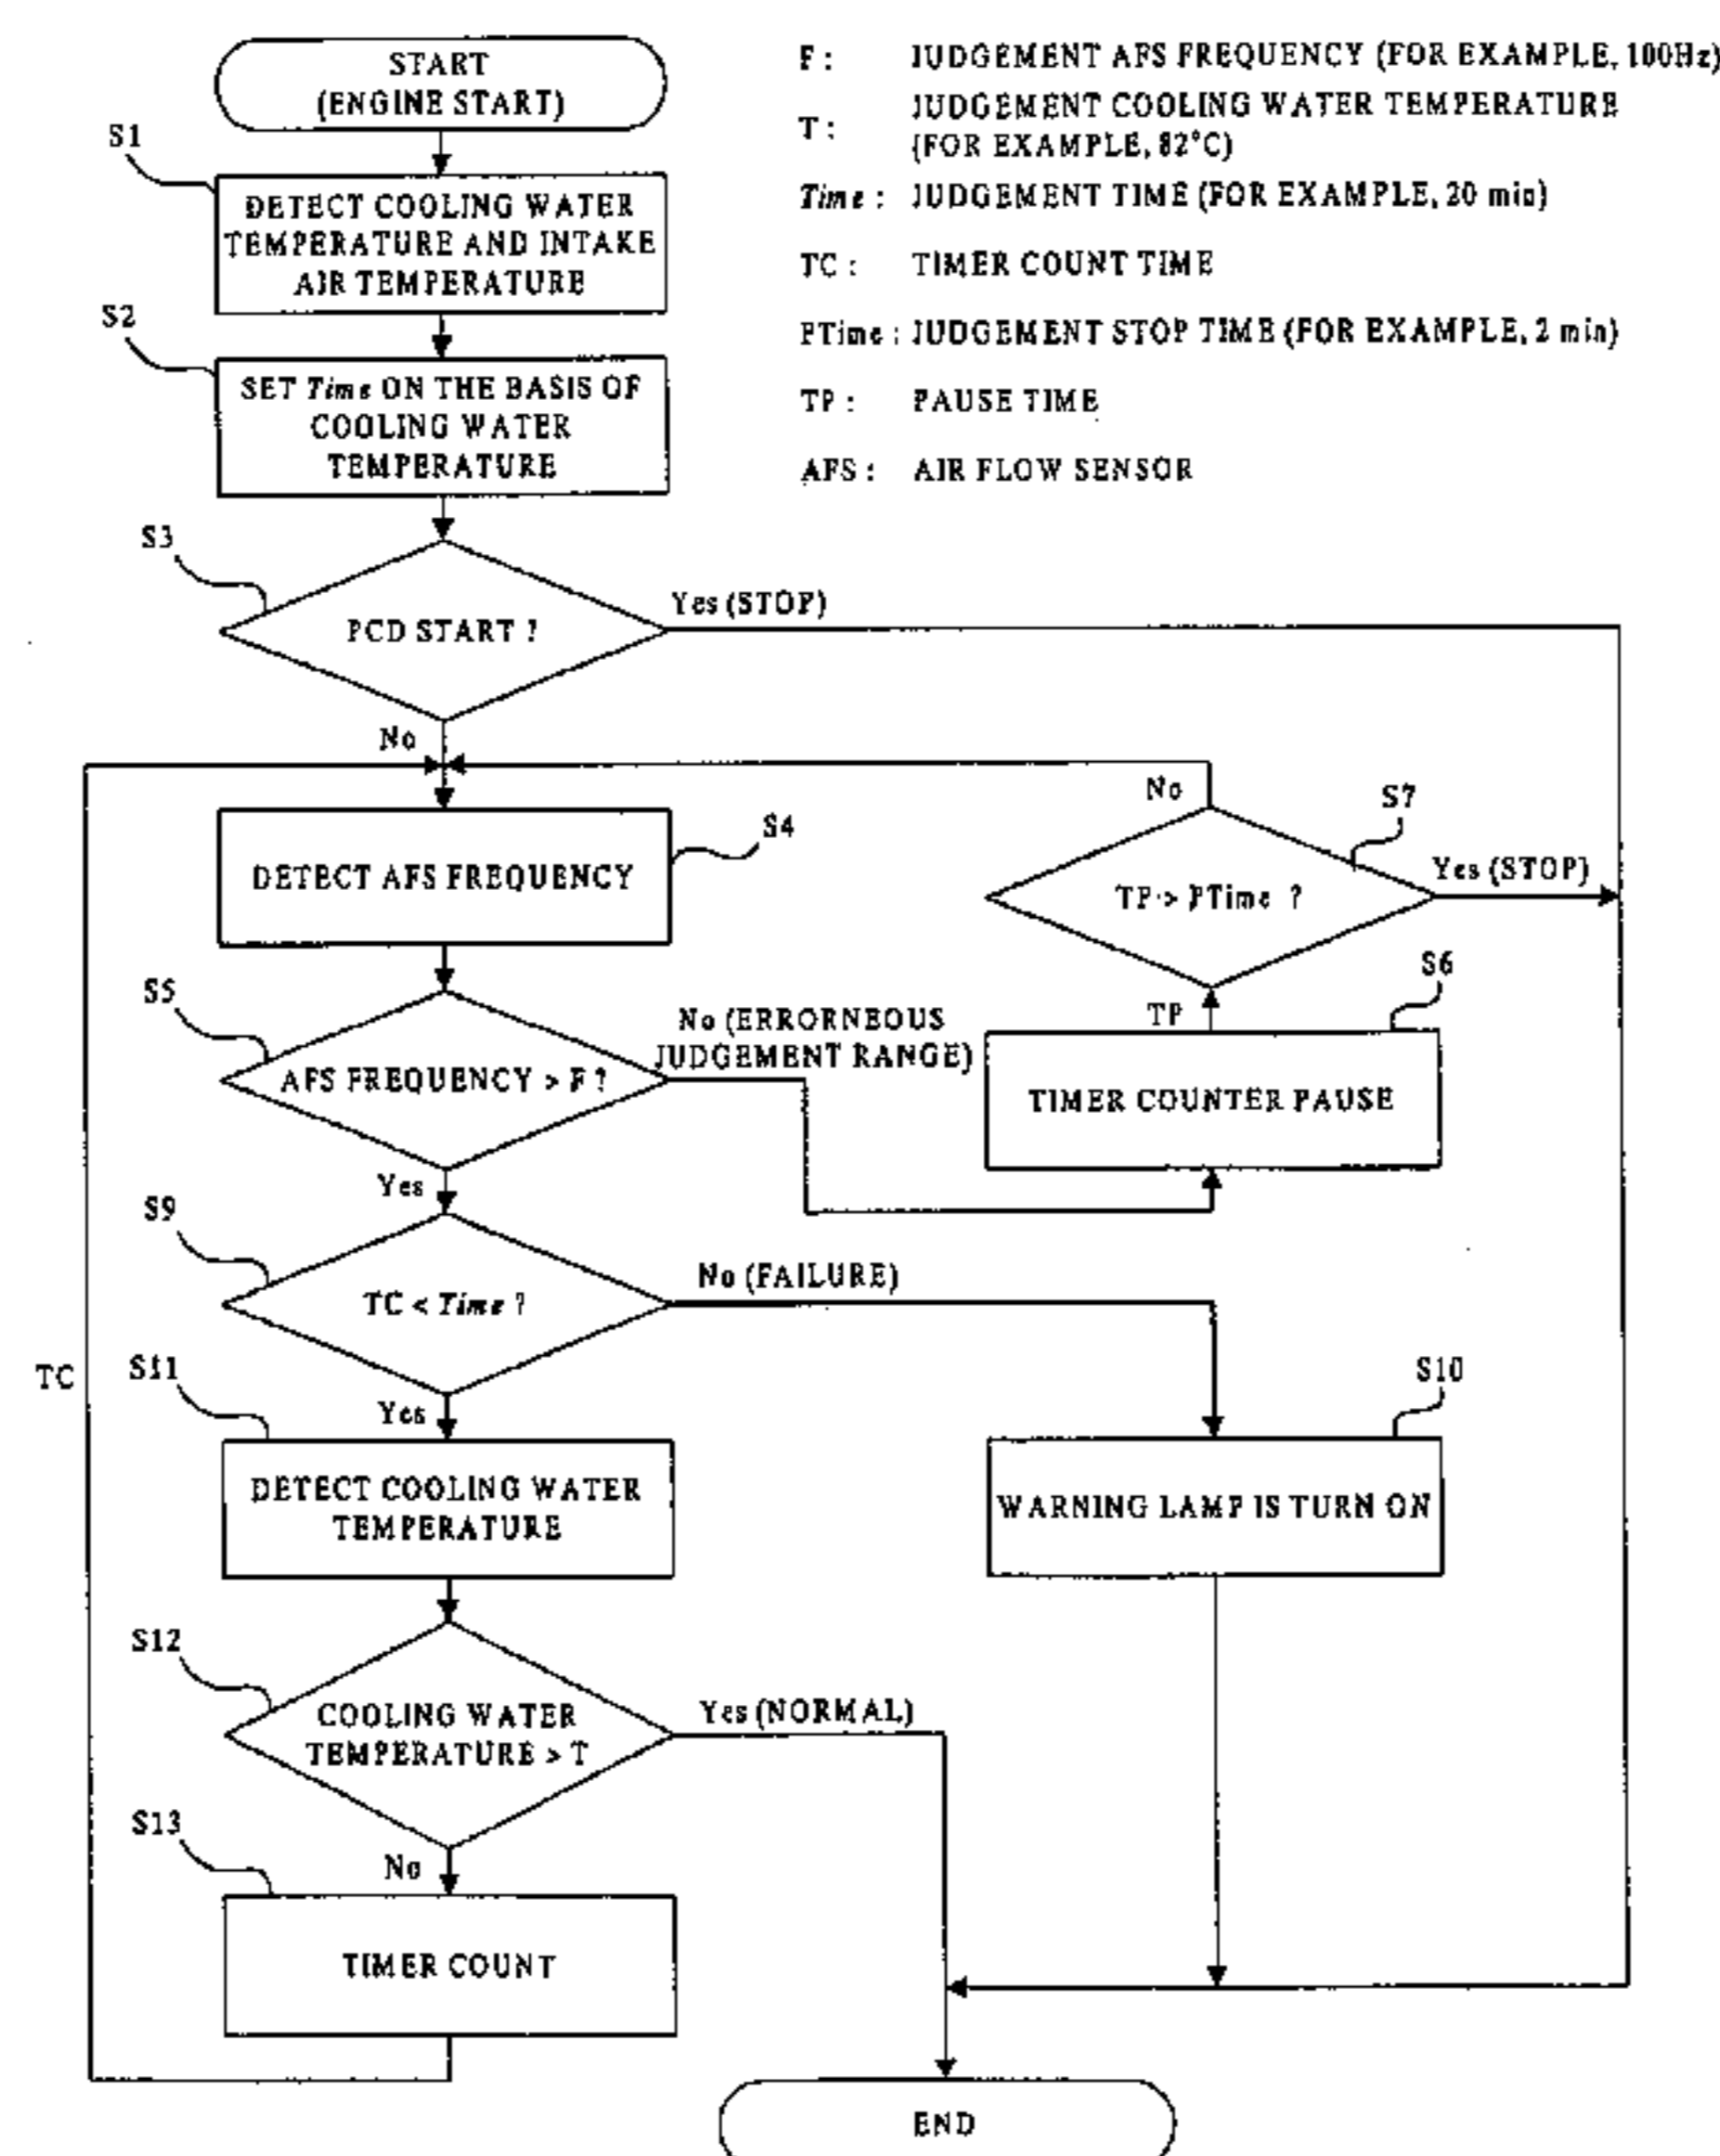 START
(ENGINE START)
F : JUDGEMENT AFS FREQUENCY (FOR EXAMPLE, 100Hz)
T : JUDGEMENT COOLING WATER TEMPERATURE
(FOR EXAMPLE, 82°C)
Time : JUDGEMENT TIME (FOR EXAMPLE, 20 min)
TC : TIMER COUNT TIME
PTime : JUDGEMENT STOP TIME (FOR EXAMPLE, 2 min)
TP : PAUSE TIME
AFS : AIR FLOW SENSOR
S1
DETECT COOLING WATER
TEMPERATURE AND INTAKE
AIR TEMPERATURE
S2
SET Time ON THE BASIS OF
COOLING WATER
TEMPERATURE
S3
PCD START ?
Yes (STOP)
No
S4
DETECT AFS FREQUENCY
No
S7
TP > PTime ?
Yes (STOP)
S5
AFS FREQUENCY > F ?
No (ERRORNEOUS
JUDGEMENT RANGE)
TP
S6
TIMER COUNTER PAUSE
Yes
S9
TC < Time ?
No (FAILURE)
TC
S11
Yes
DETECT COOLING WATER
TEMPERATURE
S10
WARNING LAMP IS TURN ON
S12
COOLING WATER
TEMPERATURE > T
Yes (NORMAL)
S13
No
TIMER COUNT
END